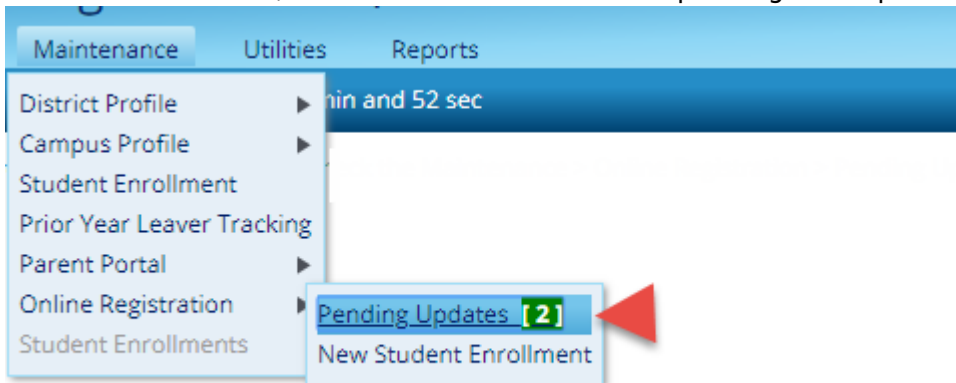 Maintenance Utilities Reports
min and 52 sec
District Profile
Campus Profile
Student Enrollment
Prior Year Leaver Tracking
Parent Portal
Online Registration
Pending Updates [2]
Student Enrollments
New Student Enrollment